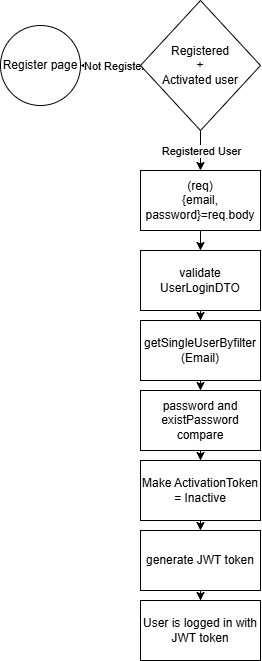 Registered
+
Activated user
Register page
Not Registe
Registered User
(req)
{email,
password}=req.body
validate
UserLoginDTO
getSingleUserByfilter
(Email)
password and
existPassword
compare
Make ActivationToken
= Inactive
generate JWT token
User is logged in with
JWT token